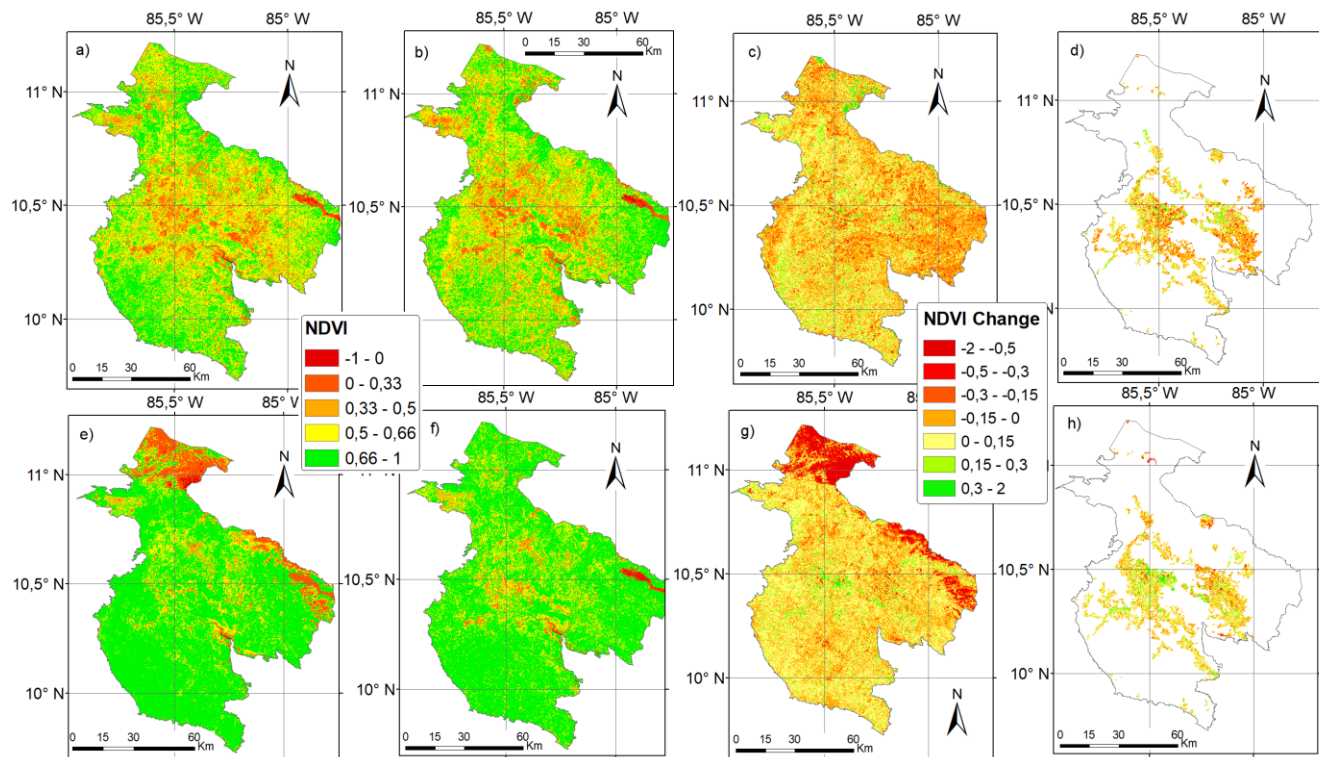 85,5° W 85° W
85,5° W 85° W
85,5° W 85° W
85,5° W 85° W
a)
b)
0 15 30 60
Km
c)
d)
N
N
N
N
11° N
11° N
11° N
11° N
10,5° N
10,5° N
10,5° N
10,5° N
10° N
10° N
10° N
10° N
NDVI
-1 - 0
0 - 0,33
0,33 - 0,5
0,5 - 0,66
0,66 - 1
NDVI Change
-2 - -0,5
-0,5 - -0,3
-0,3 - -0,15
-0,15 - 0
0 - 0,15
0,15 - 0,3
0,3 - 2
0 15 30 60
Km
0 15 30 60
Km
0 15 30 60
Km
85,5° W 85° W
85,5° W 85° W
85,5° W 85° W
85,5° W 85° W
e)
f)
g)
h)
N
N
N
N
11° N
11° N
11° N
11° N
10,5° N
10,5° N
10,5° N
10,5° N
10° N
10° N
10° N
10° N
0 15 30 60
Km
0 15 30 60
Km
0 15 30 60
Km
0 15 30 60
Km